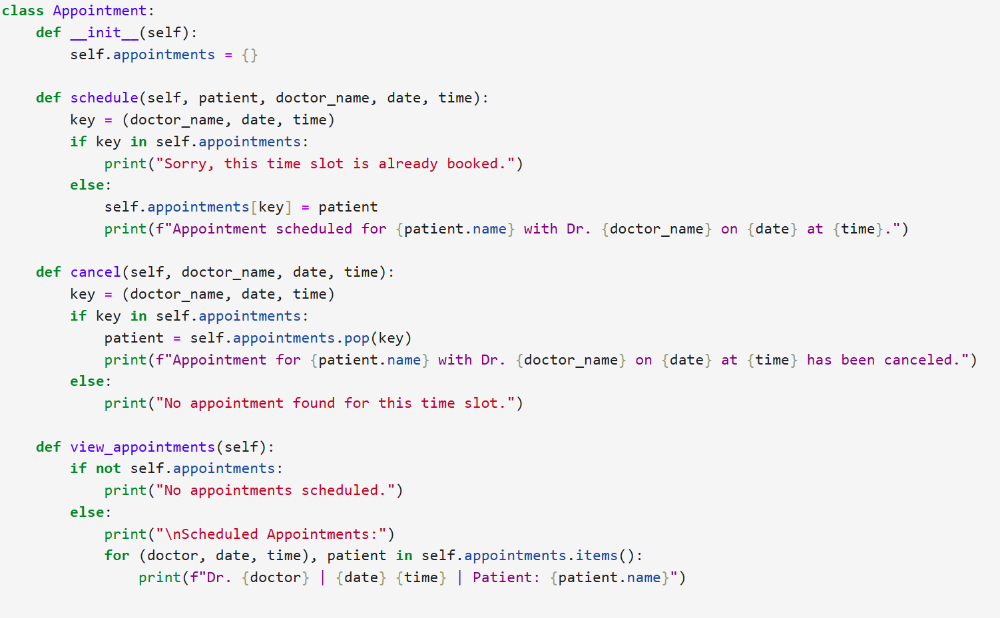 class Appointment:
    def __init__(self):
        self.appointments = {}

    def schedule(self, patient, doctor_name, date, time):
        key = (doctor_name, date, time)
        if key in self.appointments:
            print("Sorry, this time slot is already booked.")
        else:
            self.appointments[key] = patient
            print(f"Appointment scheduled for {patient.name} with Dr. {doctor_name} on {date} at {time}.")

    def cancel(self, doctor_name, date, time):
        key = (doctor_name, date, time)
        if key in self.appointments:
            patient = self.appointments.pop(key)
            print(f"Appointment for {patient.name} with Dr. {doctor_name} on {date} at {time} has been canceled.")
        else:
            print("No appointment found for this time slot.")

    def view_appointments(self):
        if not self.appointments:
            print("No appointments scheduled.")
        else:
            print("\nScheduled Appointments:")
            for (doctor, date, time), patient in self.appointments.items():
                print(f"Dr. {doctor} | {date} {time} | Patient: {patient.name}")